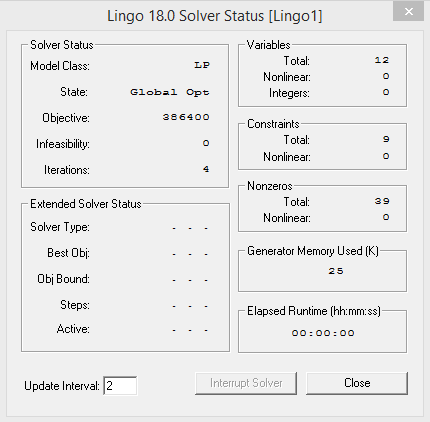 Lingo 18.0 Solver Status [Lingo1]
Solver Status
Model Class: LP
State: Global Opt
Objective: 386400
Infeasibility: 0
Iterations: 4
Extended Solver Status
Solver Type: - - -
Best Obj: - - -
Obj Bound: - - -
Steps: - - -
Active: - - -
Variables
Total: 12
Nonlinear: 0
Integers: 0
Constraints
Total: 9
Nonlinear: 0
Nonzeros
Total: 39
Nonlinear: 0
Generator Memory Used (K)
25
Elapsed Runtime (hh:mm:ss)
00:00:00
Update Interval: 2
Interrupt Solver
Close